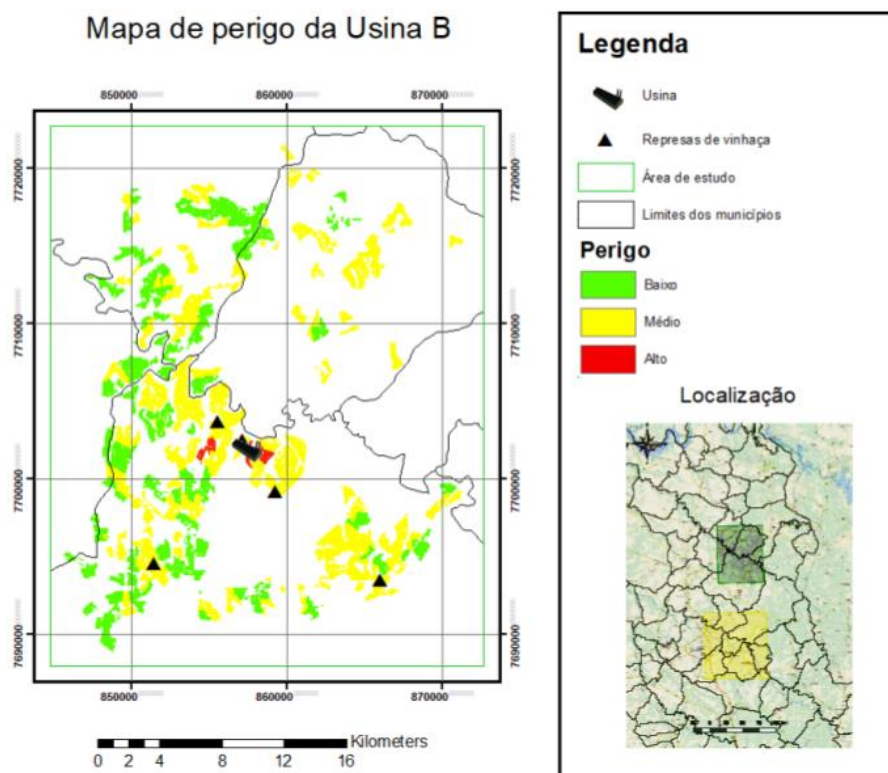 Mapa de perigo da Usina B
850000 860000 870000
7720000 7720000
7710000 7710000
7700000 7700000
7690000 7690000
850000 860000 870000
Kilometers
0 2 4 8 12 16
Legenda
Usina
Represas de vinhaça
Área de estudo
Limites dos municípios
Perigo
Baixo
Médio
Alto
Localização